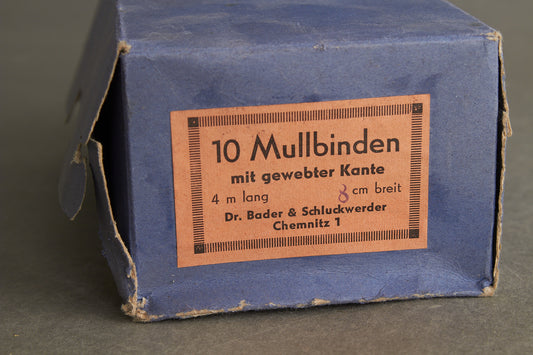 10 Mullbinden
mit gewebter Kante
4 m lang 8 cm breit
Dr. Bader & Schluckwerder
Chemnitz 1